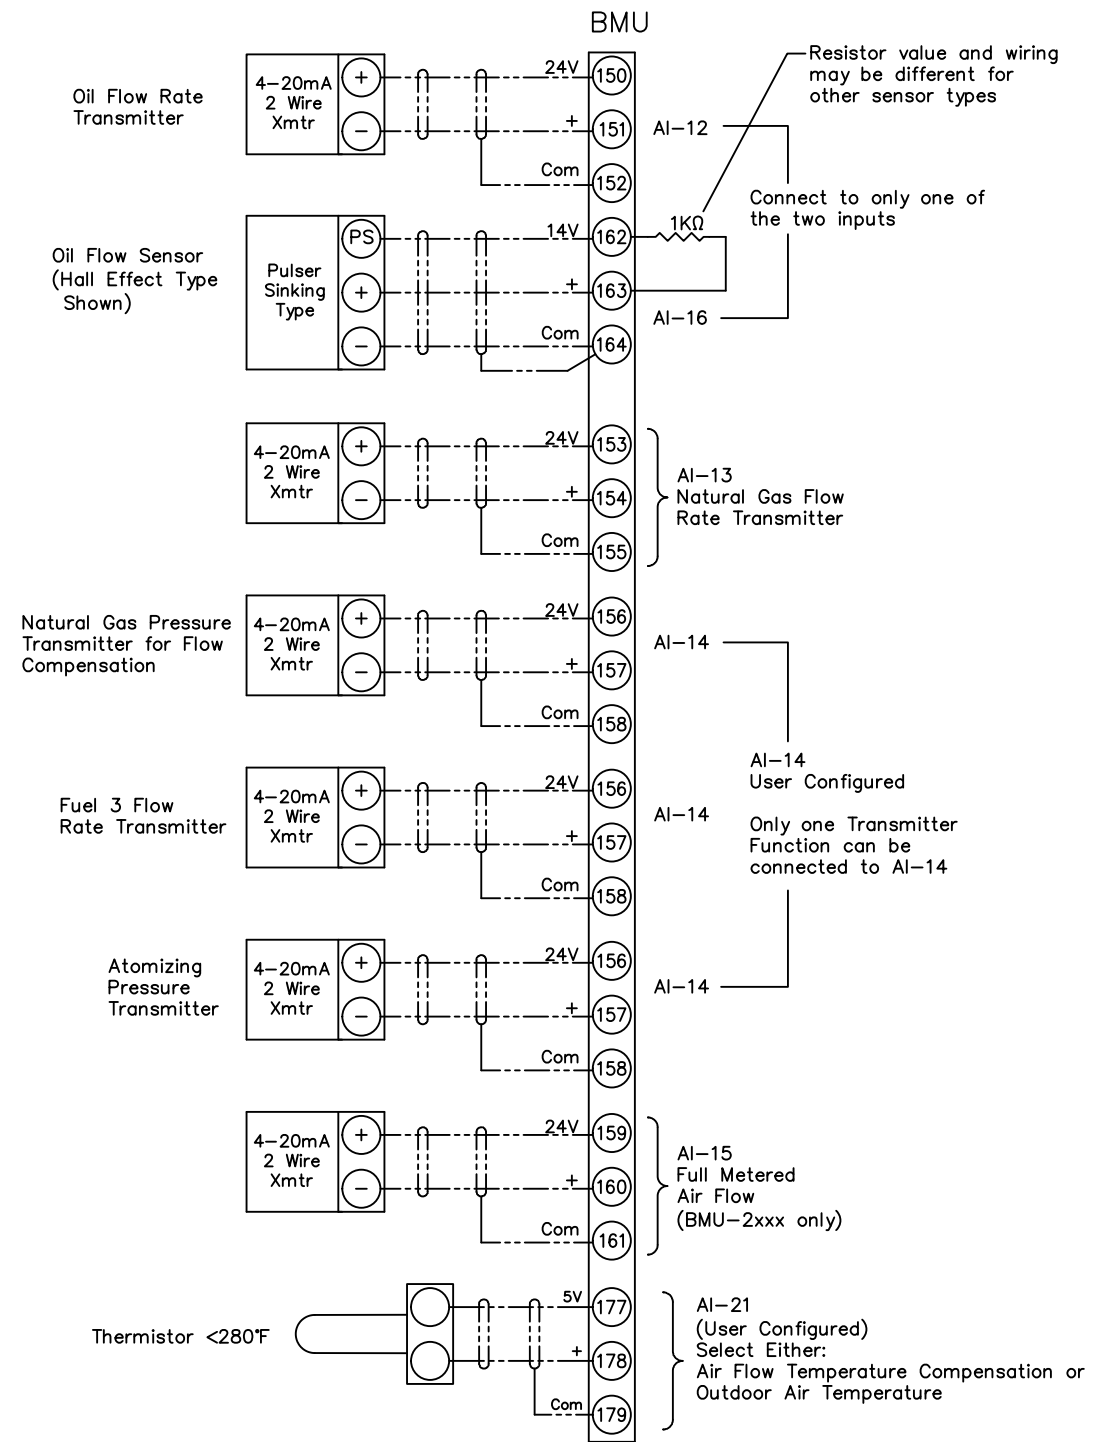 BMU
Oil Flow Rate
Transmitter
4-20mA
2 Wire
Xmtr
+
-
24V
150
+
151
Com
152
AI-12
Resistor value and wiring
may be different for
other sensor types
Connect to only one of
the two inputs
Oil Flow Sensor
(Hall Effect Type
Shown)
Pulser
Sinking
Type
PS
+
-
14V
162
1KΩ
+
163
Com
164
AI-16
4-20mA
2 Wire
Xmtr
+
-
24V
153
+
154
Com
155
AI-13
Natural Gas Flow
Rate Transmitter
Natural Gas Pressure
Transmitter for Flow
Compensation
4-20mA
2 Wire
Xmtr
+
-
24V
156
+
157
Com
158
AI-14
AI-14
User Configured
Only one Transmitter
Function can be
connected to AI-14
Fuel 3 Flow
Rate Transmitter
4-20mA
2 Wire
Xmtr
+
-
24V
156
+
157
Com
158
AI-14
Atomizing
Pressure
Transmitter
4-20mA
2 Wire
Xmtr
+
-
24V
156
+
157
Com
158
AI-14
4-20mA
2 Wire
Xmtr
+
-
24V
159
+
160
Com
161
AI-15
Full Metered
Air Flow
(BMU-2xxx only)
Thermistor <280°F
5V
177
+
178
Com
179
AI-21
(User Configured)
Select Either:
Air Flow Temperature Compensation or
Outdoor Air Temperature